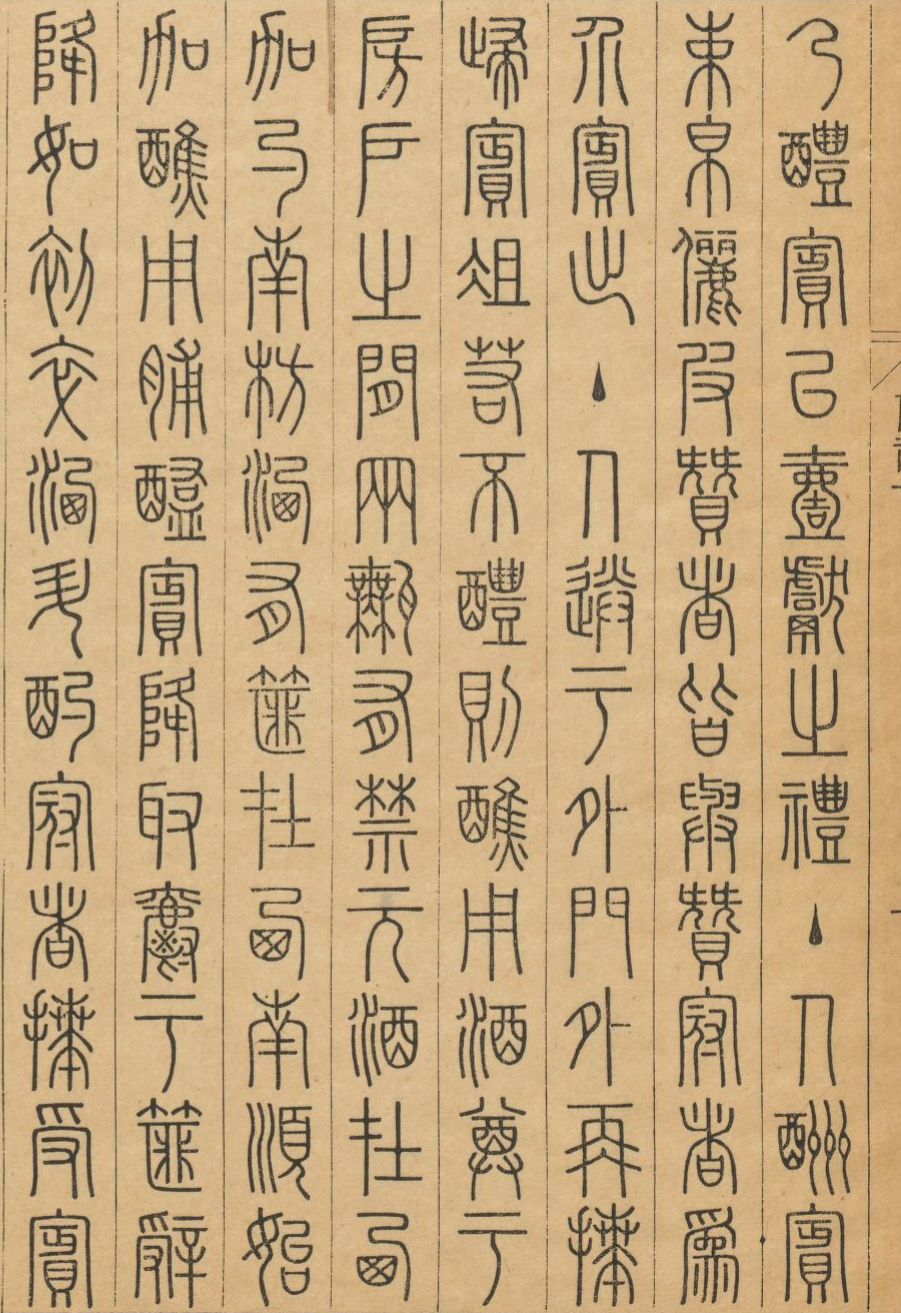 乃醴賓以壹獻之禮主人酬賓
束帛儷皮贊者皆與贊冠者爲
介賓出主人送于外門外再拜
歸賓俎若不醴則醮用酒尊于
房戶之間兩甒有禁玄酒在西
加勺南枋洗有篚在西南順始
加醮用脯醢賓降取爵于篚辭
降如初卒洗升酌冠者拜受賓